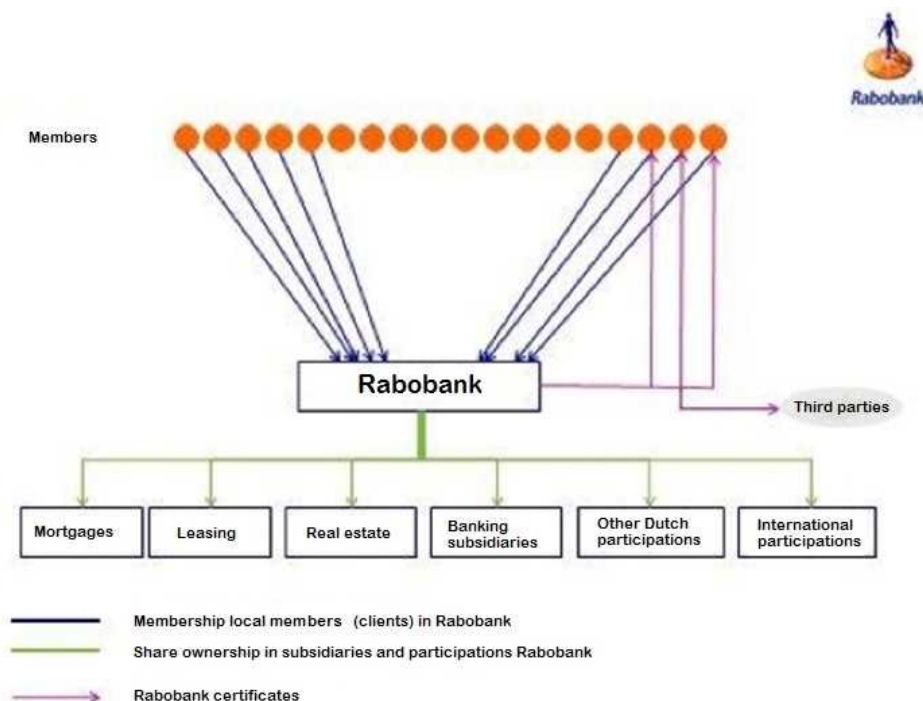 Rabobank
Members
Rabobank
Third parties
Mortgages
Leasing
Real estate
Banking
subsidiaries
Other Dutch
participations
International
participations
Membership local members (clients) in Rabobank
Share ownership in subsidiaries and participations Rabobank
Rabobank certificates